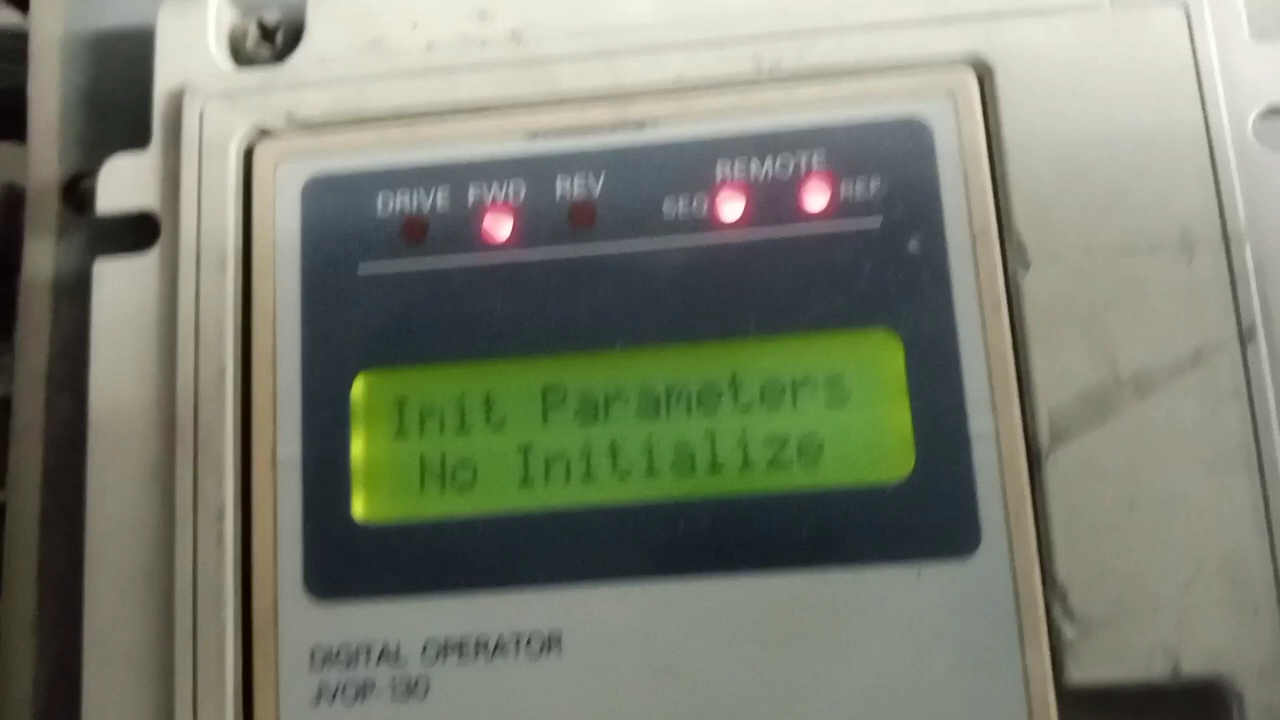 REMOTE
DRIVE FWD REV SEQ REF
Init Parameters
No Initialize
DIGITAL OPERATOR
JVOP-130